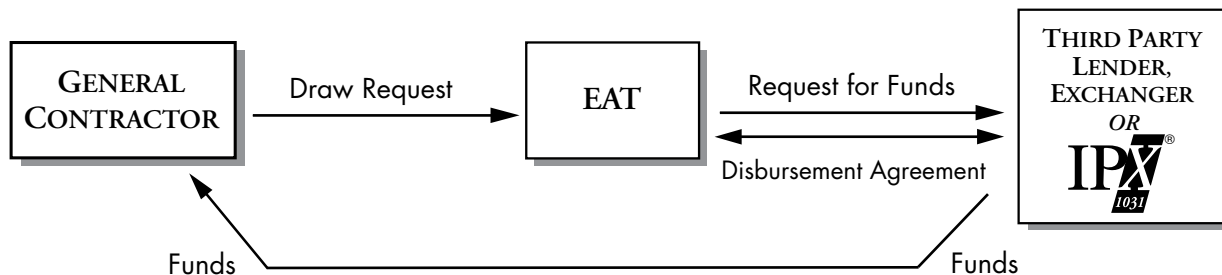 GENERAL
CONTRACTOR
Draw Request
EAT
Request for Funds
Disbursement Agreement
THIRD PARTY
LENDER,
EXCHANGER
OR
IPX®
1031
Funds
Funds